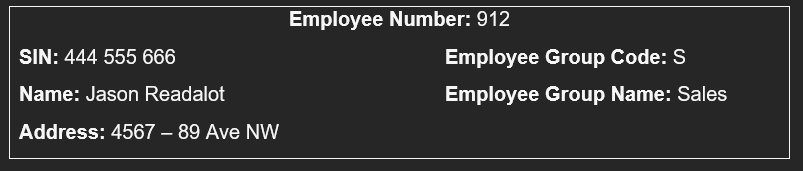 Employee Number: 912
SIN: 444 555 666 Employee Group Code: S
Name: Jason Readalot Employee Group Name: Sales
Address: 4567 – 89 Ave NW